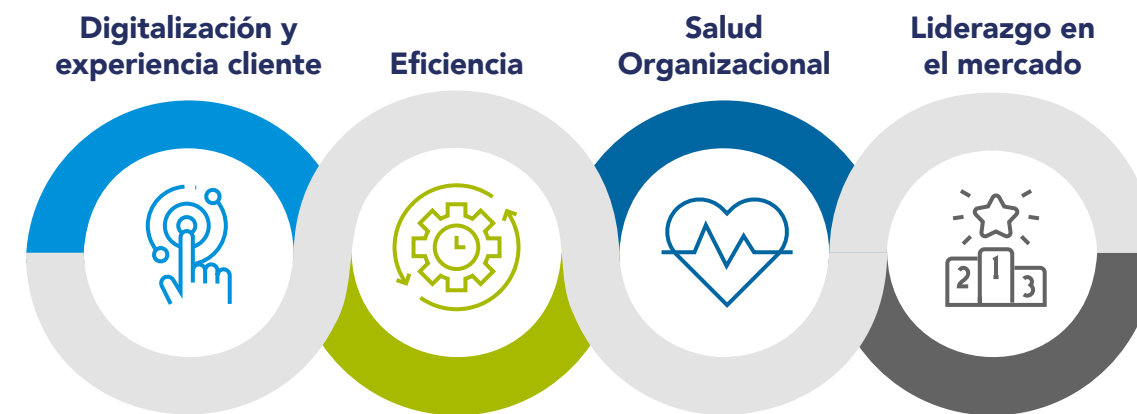 Digitalización y
experiencia cliente
Eficiencia
Salud
Organizacional
Liderazgo en
el mercado
2
1
3